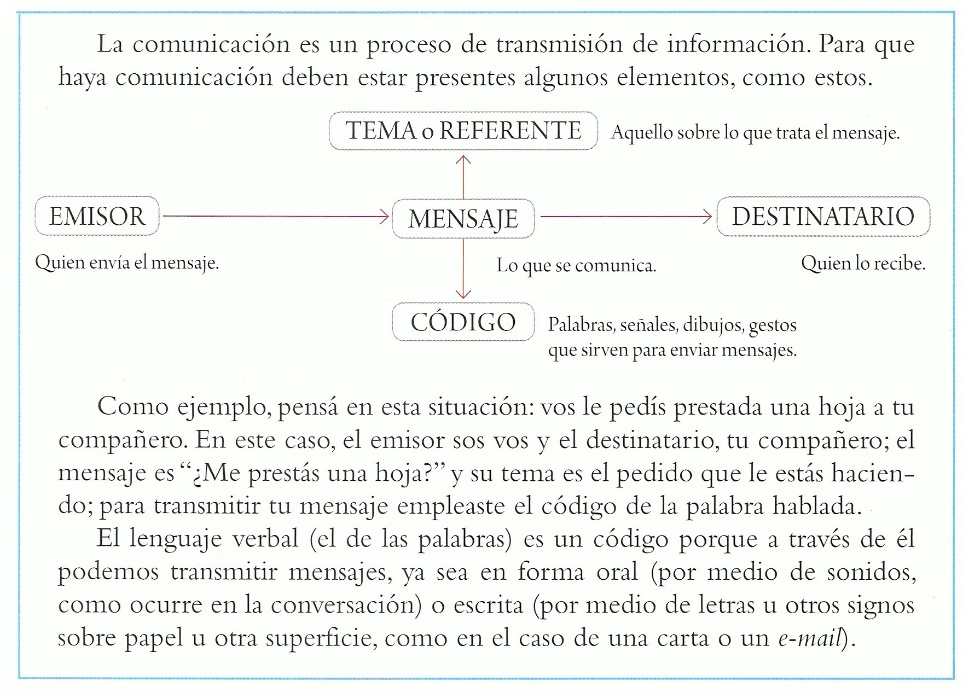 La comunicación es un proceso de transmisión de información. Para que
haya comunicación deben estar presentes algunos elementos, como estos.
TEMA o REFERENTE
Aquello sobre lo que trata el mensaje.
EMISOR
MENSAJE
DESTINATARIO
Quien envía el mensaje.
Lo que se comunica.
Quien lo recibe.
CÓDIGO
Palabras, señales, dibujos, gestos
que sirven para enviar mensajes.
Como ejemplo, pensá en esta situación: vos le pedís prestada una hoja a tu
compañero. En este caso, el emisor sos vos y el destinatario, tu compañero; el
mensaje es “¿Me prestás una hoja?” y su tema es el pedido que le estás hacien-
do; para transmitir tu mensaje empleaste el código de la palabra hablada.
El lenguaje verbal (el de las palabras) es un código porque a través de él
podemos transmitir mensajes, ya sea en forma oral (por medio de sonidos,
como ocurre en la conversación) o escrita (por medio de letras u otros signos
sobre papel u otra superficie, como en el caso de una carta o un e-mail).